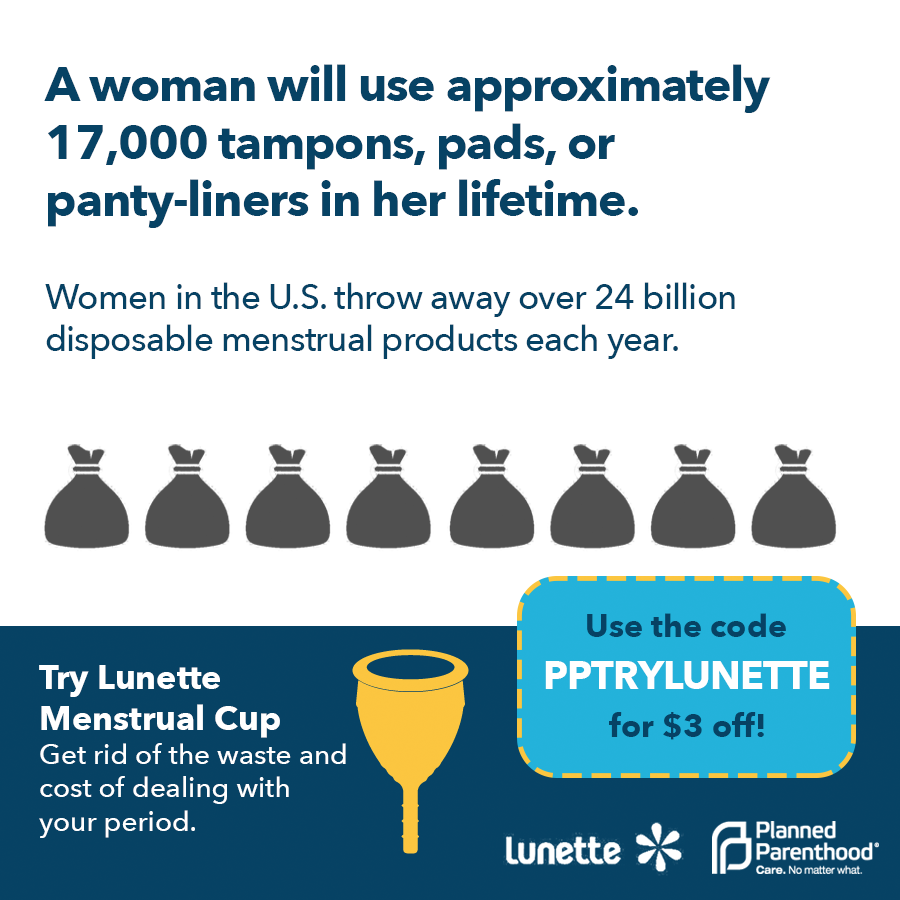 A woman will use approximately
17,000 tampons, pads, or
panty-liners in her lifetime.
Women in the U.S. throw away over 24 billion
disposable menstrual products each year.
Try Lunette
Menstrual Cup
Get rid of the waste and
cost of dealing with
your period.
Use the code
PPTRYLUNETTE
for $3 off!
Lunette
Planned
Parenthood®
Care. No matter what.